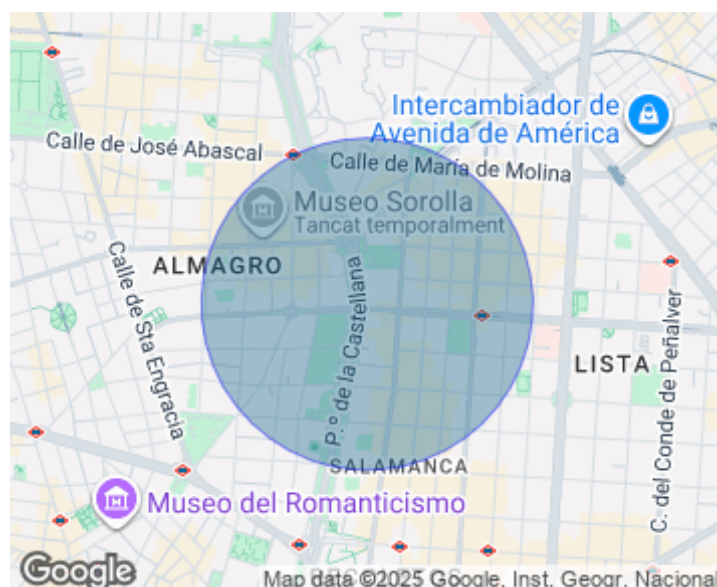 Intercambiador de
Avenida de América
Calle de José Abascal
Calle de María de Molina
Museo Sorolla
Tancat temporalment
ALMAGRO
Calle de Sta Engracia
P.º de la Castellana
LISTA
C. del Conde de Peñalver
SALAMANCA
Museo del Romanticismo
Google
Map data ©2025 Google, Inst. Geogr. Nacional